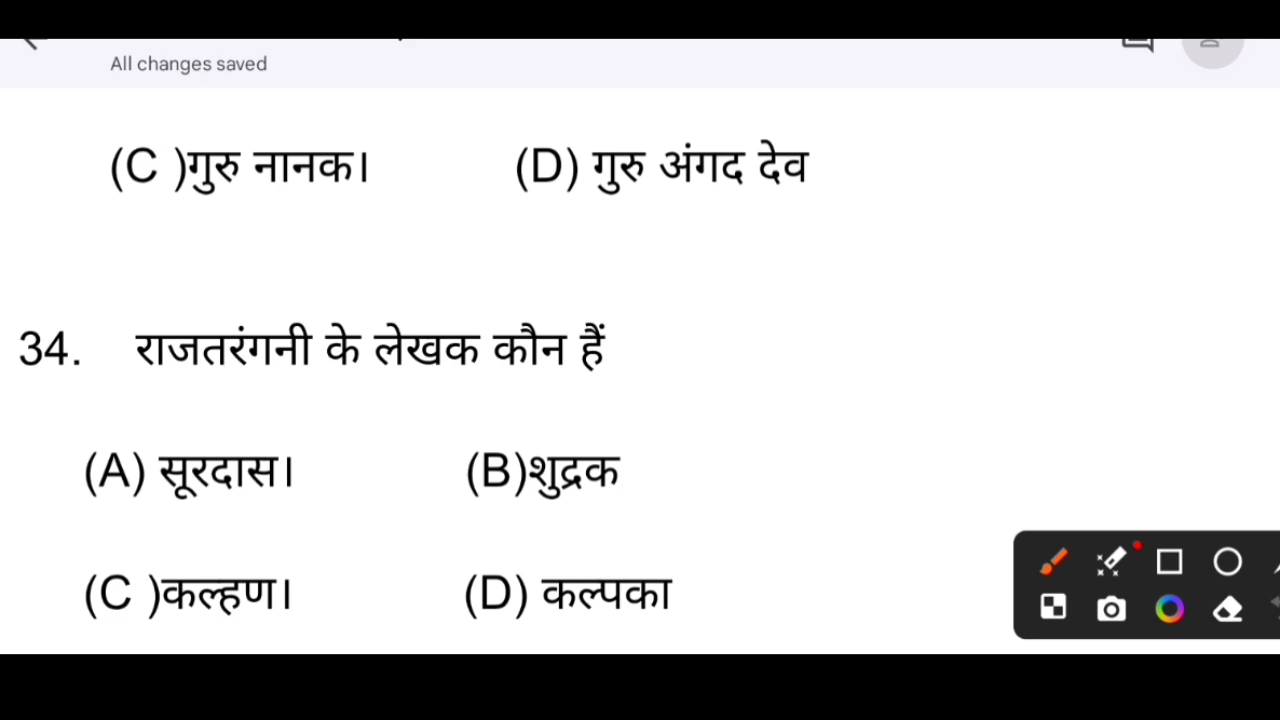 All changes saved
(C )गुरु नानक। (D) गुरु अंगद देव
34. राजतरंगनी के लेखक कौन हैं
(A) सूरदास। (B)शुद्रक
(C )कल्हण। (D) कल्पका